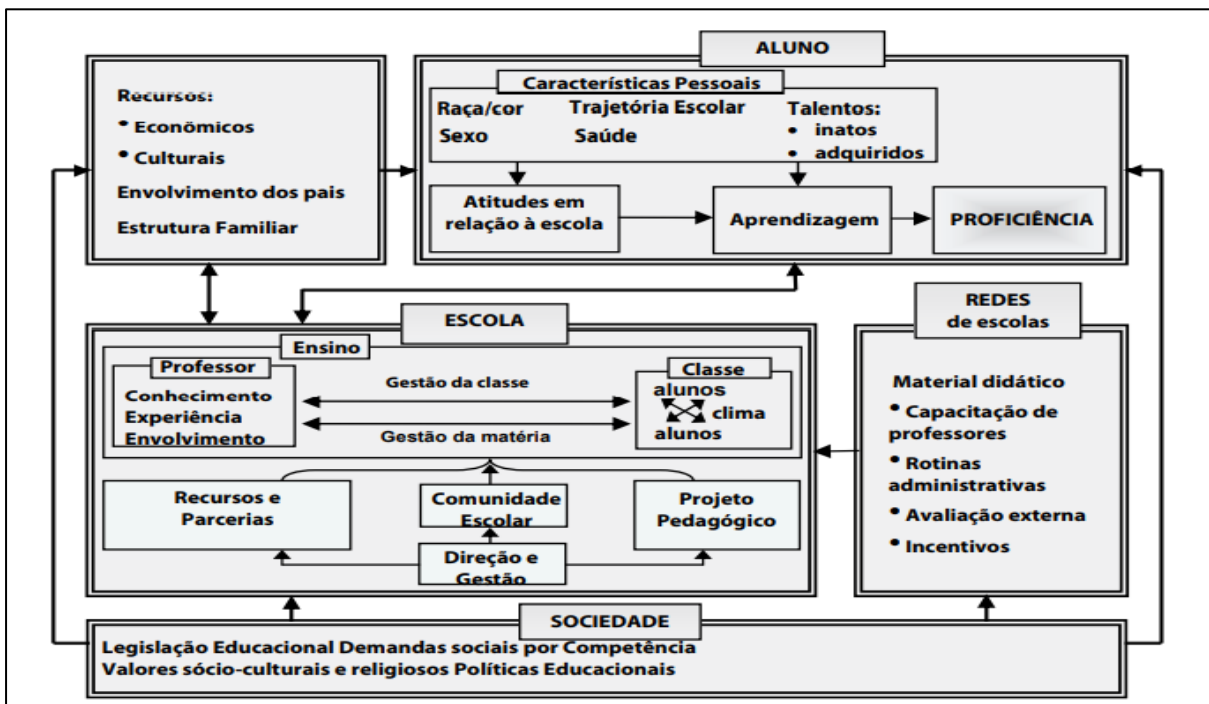 Recursos:
• Econômicos
• Culturais
Envolvimento dos pais
Estrutura Familiar
ALUNO
Características Pessoais
Raça/cor Trajetória Escolar Talentos:
Sexo Saúde • inatos
• adquiridos
Atitudes em
relação à escola
Aprendizagem
PROFICIÊNCIA
ESCOLA
Ensino
Professor
Conhecimento
Experiência
Envolvimento
Gestão da classe
Gestão da matéria
Classe
alunos
clima
alunos
Recursos e
Parcerias
Comunidade
Escolar
Projeto
Pedagógico
Direção e
Gestão
REDES
de escolas
Material didático
• Capacitação de
professores
• Rotinas
administrativas
• Avaliação externa
• Incentivos
SOCIEDADE
Legislação Educacional Demandas sociais por Competência
Valores sócio-culturais e religiosos Políticas Educacionais